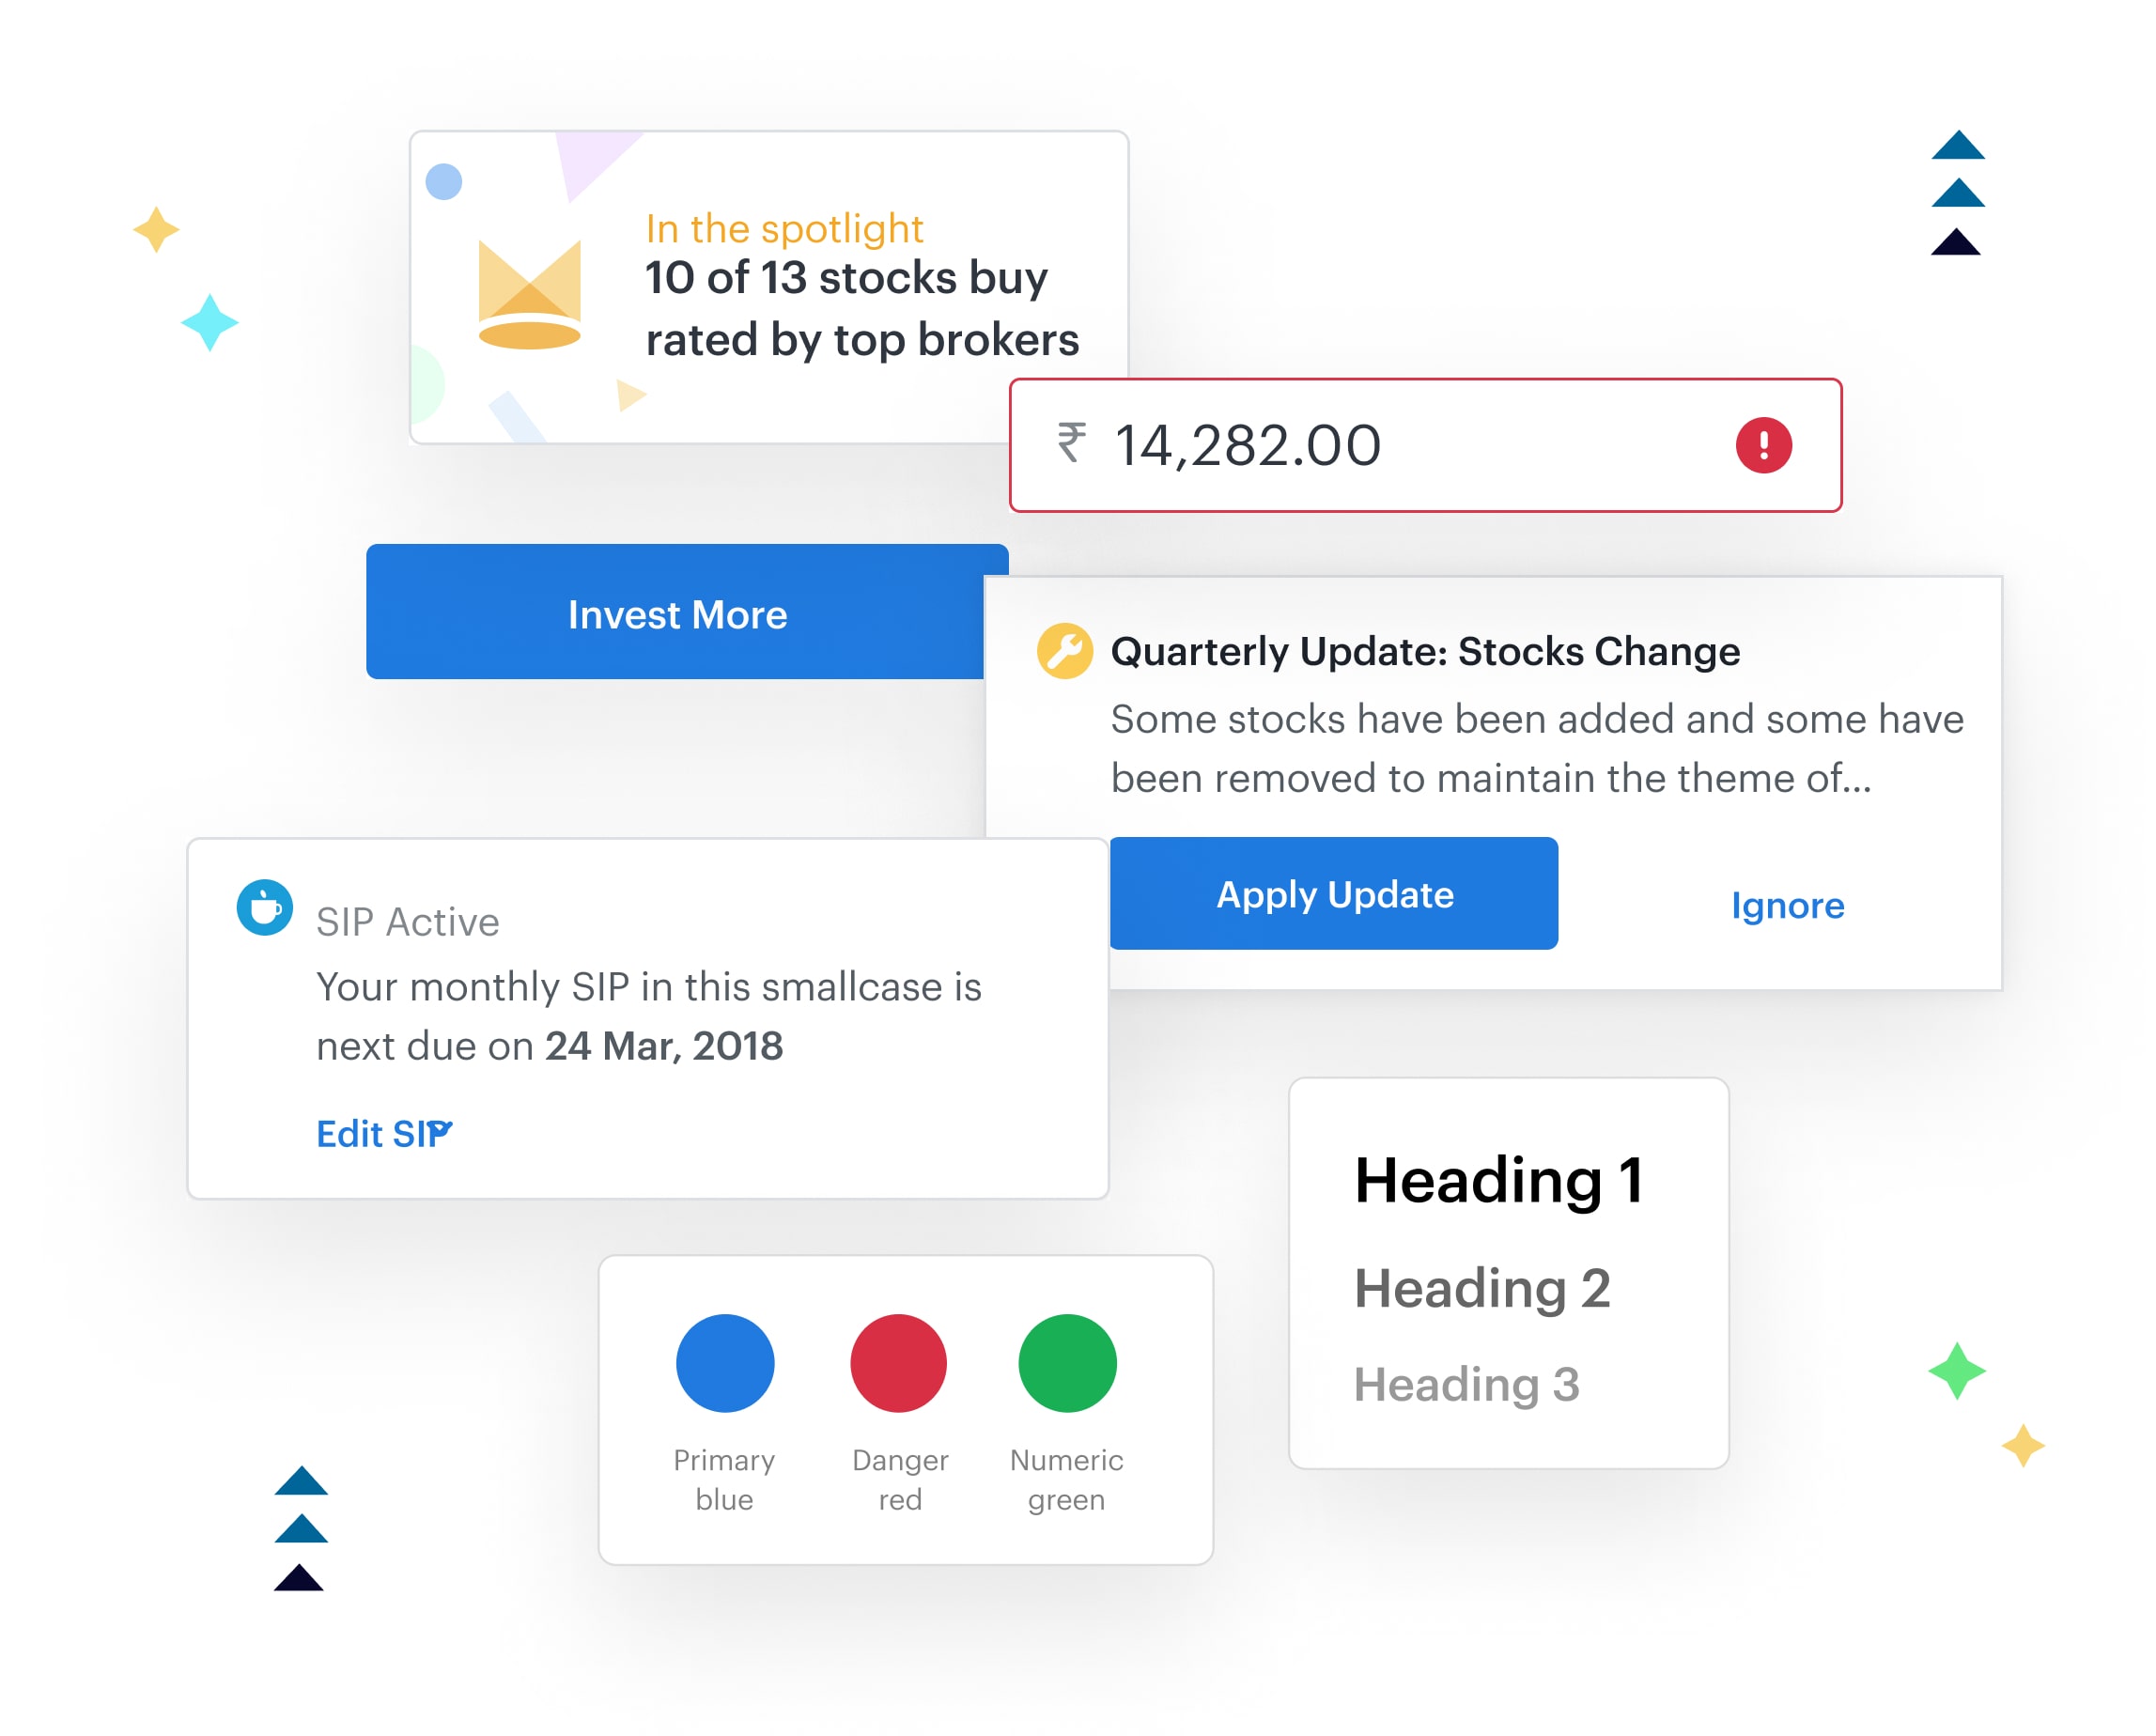 In the spotlight
10 of 13 stocks buy
rated by top brokers
₹ 14,282.00
Invest More
Quarterly Update: Stocks Change
Some stocks have been added and some have
been removed to maintain the theme of...
Apply Update
Ignore
SIP Active
Your monthly SIP in this smallcase is
next due on 24 Mar, 2018
Edit SIP
Heading 1
Heading 2
Heading 3
Primary
blue
Danger
red
Numeric
green